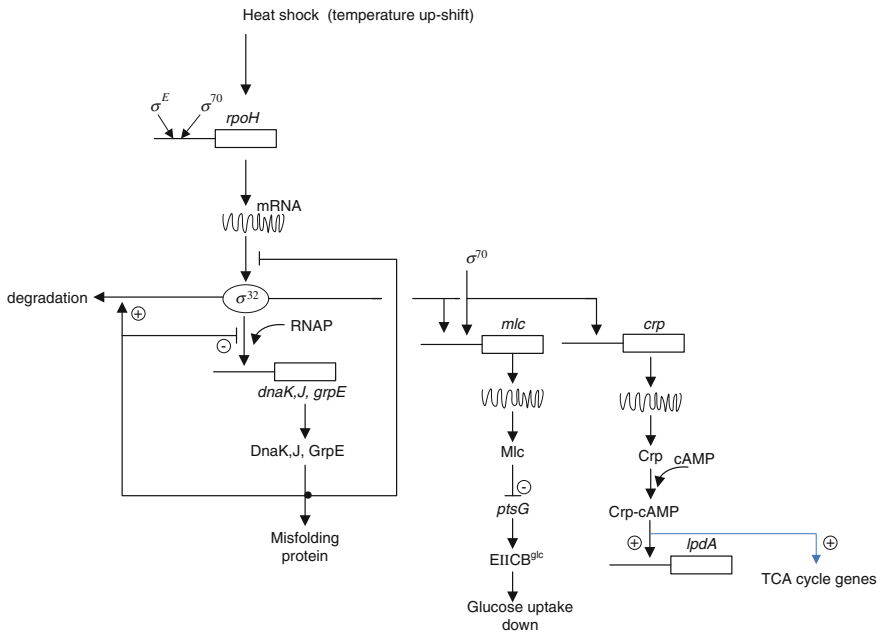 Heat shock (temperature up-shift)
σE σ70
rpoH
mRNA
σ70
degradation
σ32
+
RNAP
-
mlc
crp
dnaK,J, grpE
DnaK,J, GrpE
Mlc
Crp
cAMP
-
ptsG
Crp-cAMP
Misfolding
protein
+
lpdA
+
EIICBglc
TCA cycle genes
Glucose uptake
down